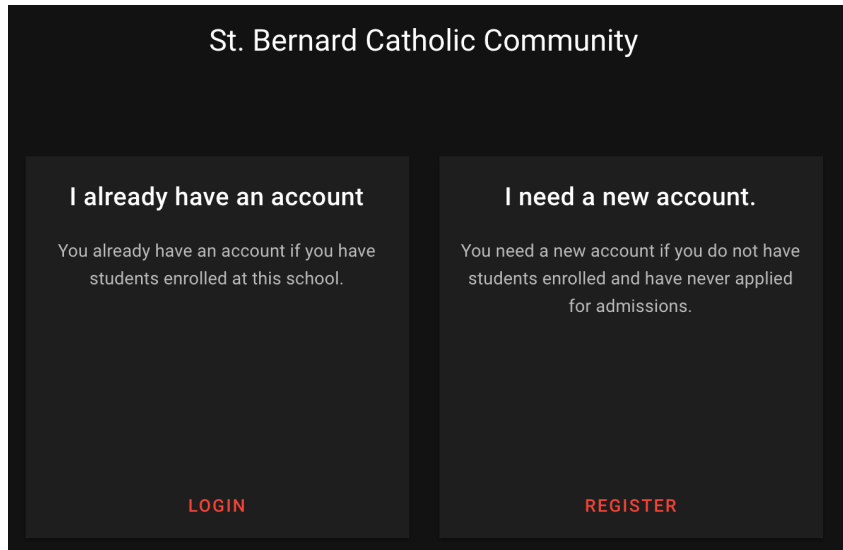 St. Bernard Catholic Community
I already have an account
You already have an account if you have
students enrolled at this school.
LOGIN
I need a new account.
You need a new account if you do not have
students enrolled and have never applied
for admissions.
REGISTER